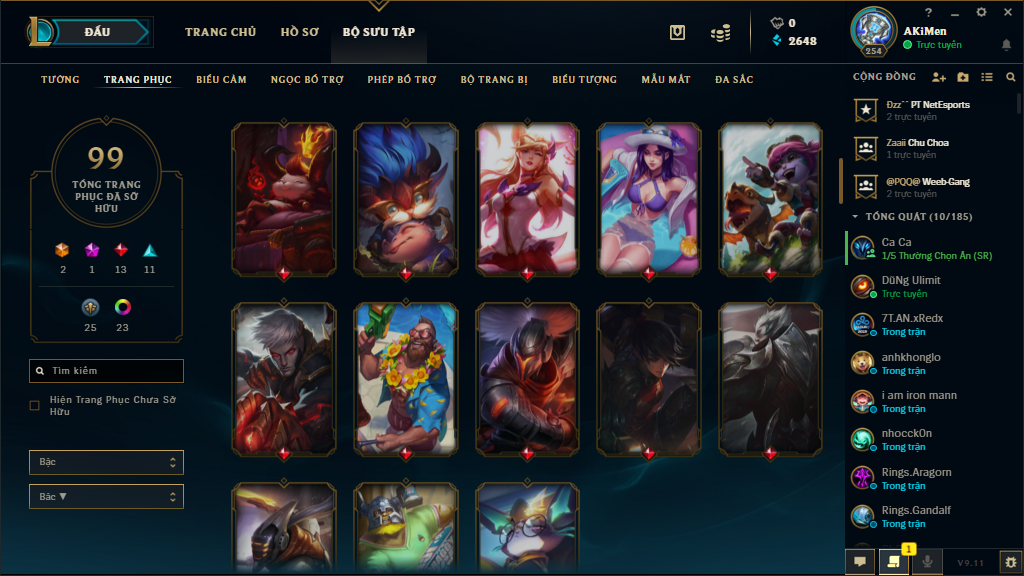 ĐẤU
TRANG CHỦ
HỒ SƠ
BỘ SƯU TẬP
0
2648
?
254
AKiMen
Trực tuyến
TƯỚNG
TRANG PHỤC
BIỂU CẢM
NGỌC BỔ TRỢ
PHÉP BỔ TRỢ
BỘ TRANG BỊ
BIỂU TƯỢNG
MẪU MẮT
ĐA SẮC
CỘNG ĐỒNG
99
TỔNG TRANG
PHỤC ĐÃ SỞ
HỮU
2
1
13
11
25
23
Tìm kiếm
Hiện Trang Phục Chưa Sở
Hữu
Bậc
Bậc ▼
Đzz˜˜ PT NetEsports
2 trực tuyến
Zaaii Chu Choa
1 trực tuyến
@PQQ@ Weeb-Gang
2 trực tuyến
TỔNG QUÁT (10/185)
Ca Ca
1/5 Thường Chọn Ẩn (SR)
DũNg Ulimit
Trực tuyến
7T.AN.xRedx
Trong trận
anhkhonglo
Trong trận
i am iron mann
Trong trận
nhocck0n
Trong trận
Rings.Aragorn
Trong trận
Rings.Gandalf
Trong trận
1
V9.11